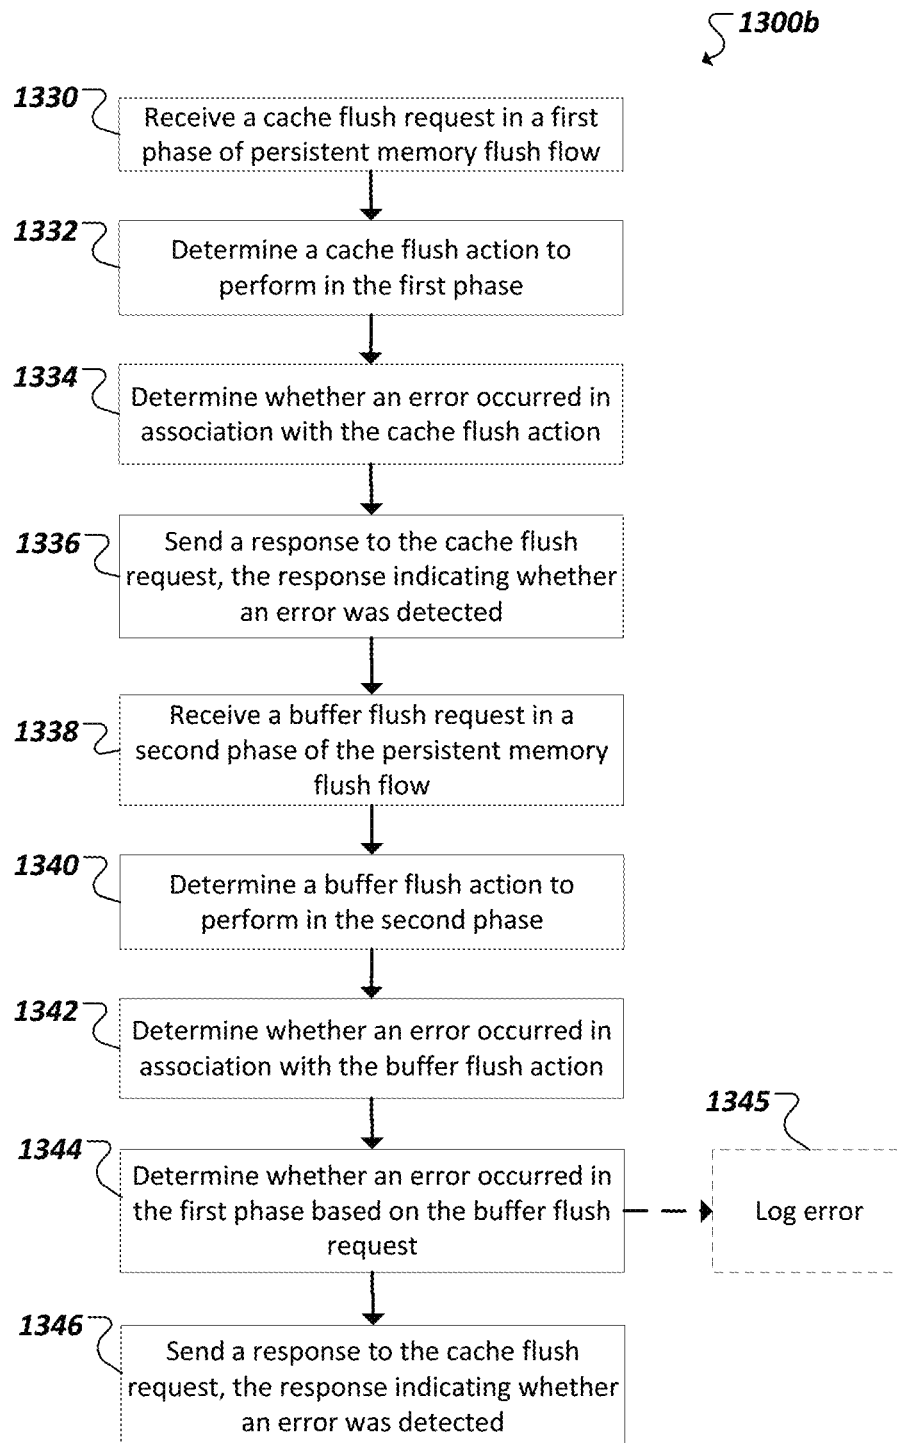 1300b
1330
Receive a cache flush request in a first
phase of persistent memory flush flow
1332
Determine a cache flush action to
perform in the first phase
1334
Determine whether an error occurred in
association with the cache flush action
1336
Send a response to the cache flush
request, the response indicating whether
an error was detected
1338
Receive a buffer flush request in a
second phase of the persistent memory
flush flow
1340
Determine a buffer flush action to
perform in the second phase
1342
Determine whether an error occurred in
association with the buffer flush action
1344
Determine whether an error occurred in
the first phase based on the buffer flush
request
1345
Log error
1346
Send a response to the cache flush
request, the response indicating whether
an error was detected